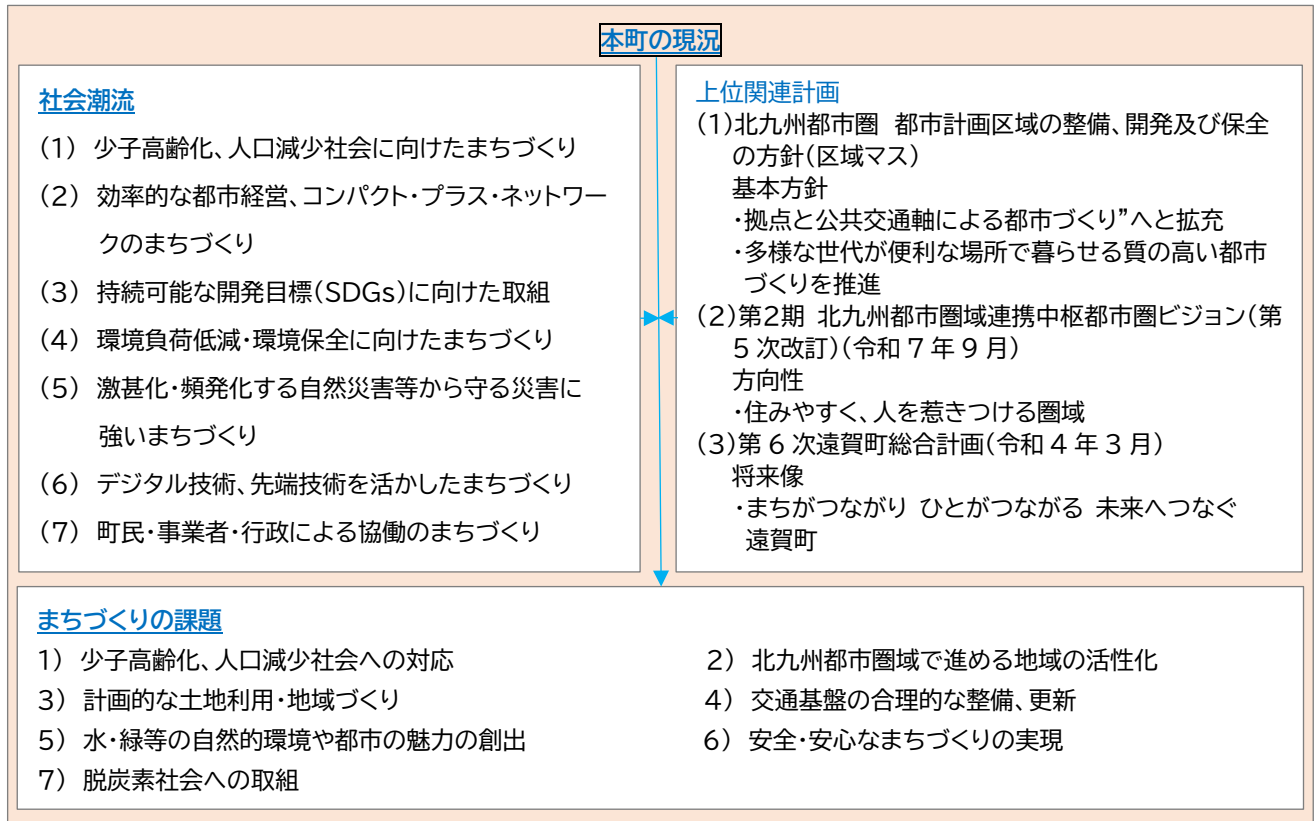 本町の現況
社会潮流
(1) 少子高齢化、人口減少社会に向けたまちづくり
(2) 効率的な都市経営、コンパクト・プラス・ネットワー
クのまちづくり
(3) 持続可能な開発目標(SDGs)に向けた取組
(4) 環境負荷低減・環境保全に向けたまちづくり
(5) 激甚化・頻発化する自然災害等から守る災害に
強いまちづくり
(6) デジタル技術、先端技術を活かしたまちづくり
(7) 町民・事業者・行政による協働のまちづくり
上位関連計画
(1)北九州都市圏 都市計画区域の整備、開発及び保全
の方針(区域マス)
基本方針
・拠点と公共交通軸による都市づくり”へと拡充
・多様な世代が便利な場所で暮らせる質の高い都市
づくりを推進
(2)第2期 北九州都市圏域連携中枢都市圏ビジョン(第
5次改訂)(令和7年9月)
方向性
・住みやすく、人を惹きつける圏域
(3)第6次遠賀町総合計画(令和4年3月)
将来像
・まちがつながり ひとがつながる 未来へつなぐ
遠賀町
まちづくりの課題
1) 少子高齢化、人口減少社会への対応
2) 北九州都市圏域で進める地域の活性化
3) 計画的な土地利用・地域づくり
4) 交通基盤の合理的な整備、更新
5) 水・緑等の自然的環境や都市の魅力の創出
6) 安全・安心なまちづくりの実現
7) 脱炭素社会への取組